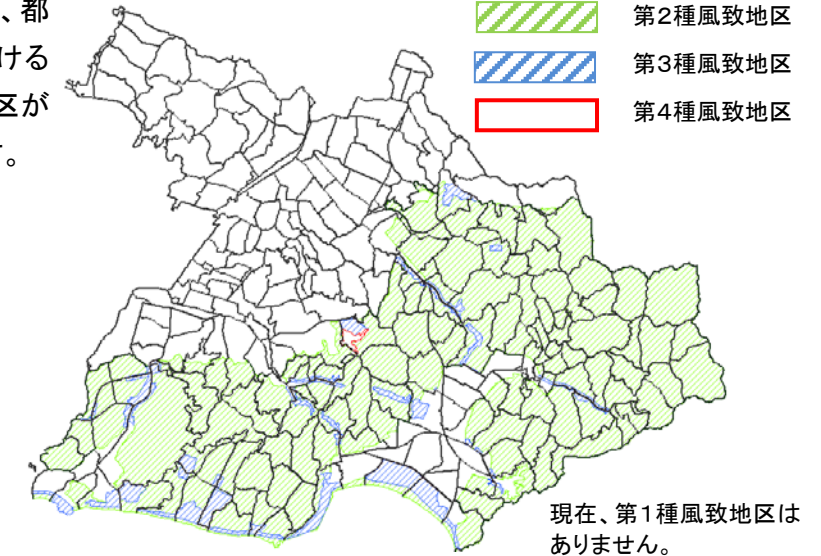 、都
ける
区が
。
第2種風致地区
第3種風致地区
第4種風致地区
現在、第1種風致地区は
ありません。